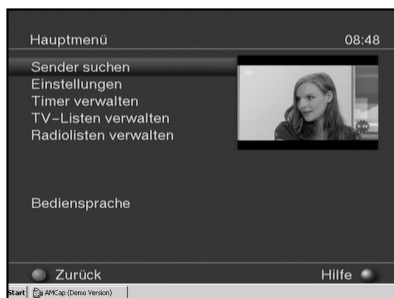 Hauptmenü 08:48
Sender suchen
Einstellungen
Timer verwalten
TV-Listen verwalten
Radiolisten verwalten
Bediensprache
Zurück Hilfe
Start AMCap (Demo Version)